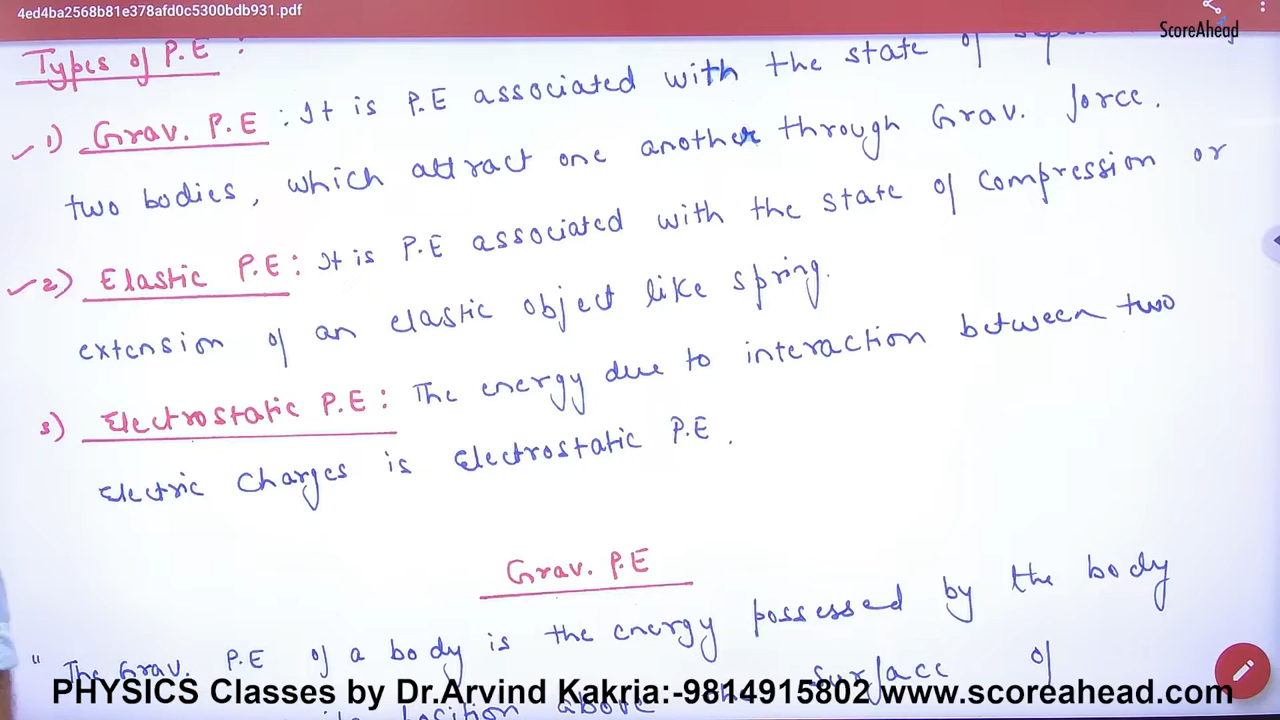 4ed4ba2568b81e378afd0c5300bdb931.pdf
ScoreAhead
Types of P.E :
1) Grav. P.E : It is P.E associated with the state of
two bodies, which attract one another through Grav. force.
2) Elastic P.E : It is P.E associated with the state of compression or
extension of an elastic object like spring.
3) Electrostatic P.E : The energy due to interaction between two
Electric charges is Electrostatic P.E.
Grav. P.E
" The Grav. P.E of a body is the energy possessed by the body
position above the surface of
PHYSICS Classes by Dr.Arvind Kakria:-9814915802 www.scoreahead.com